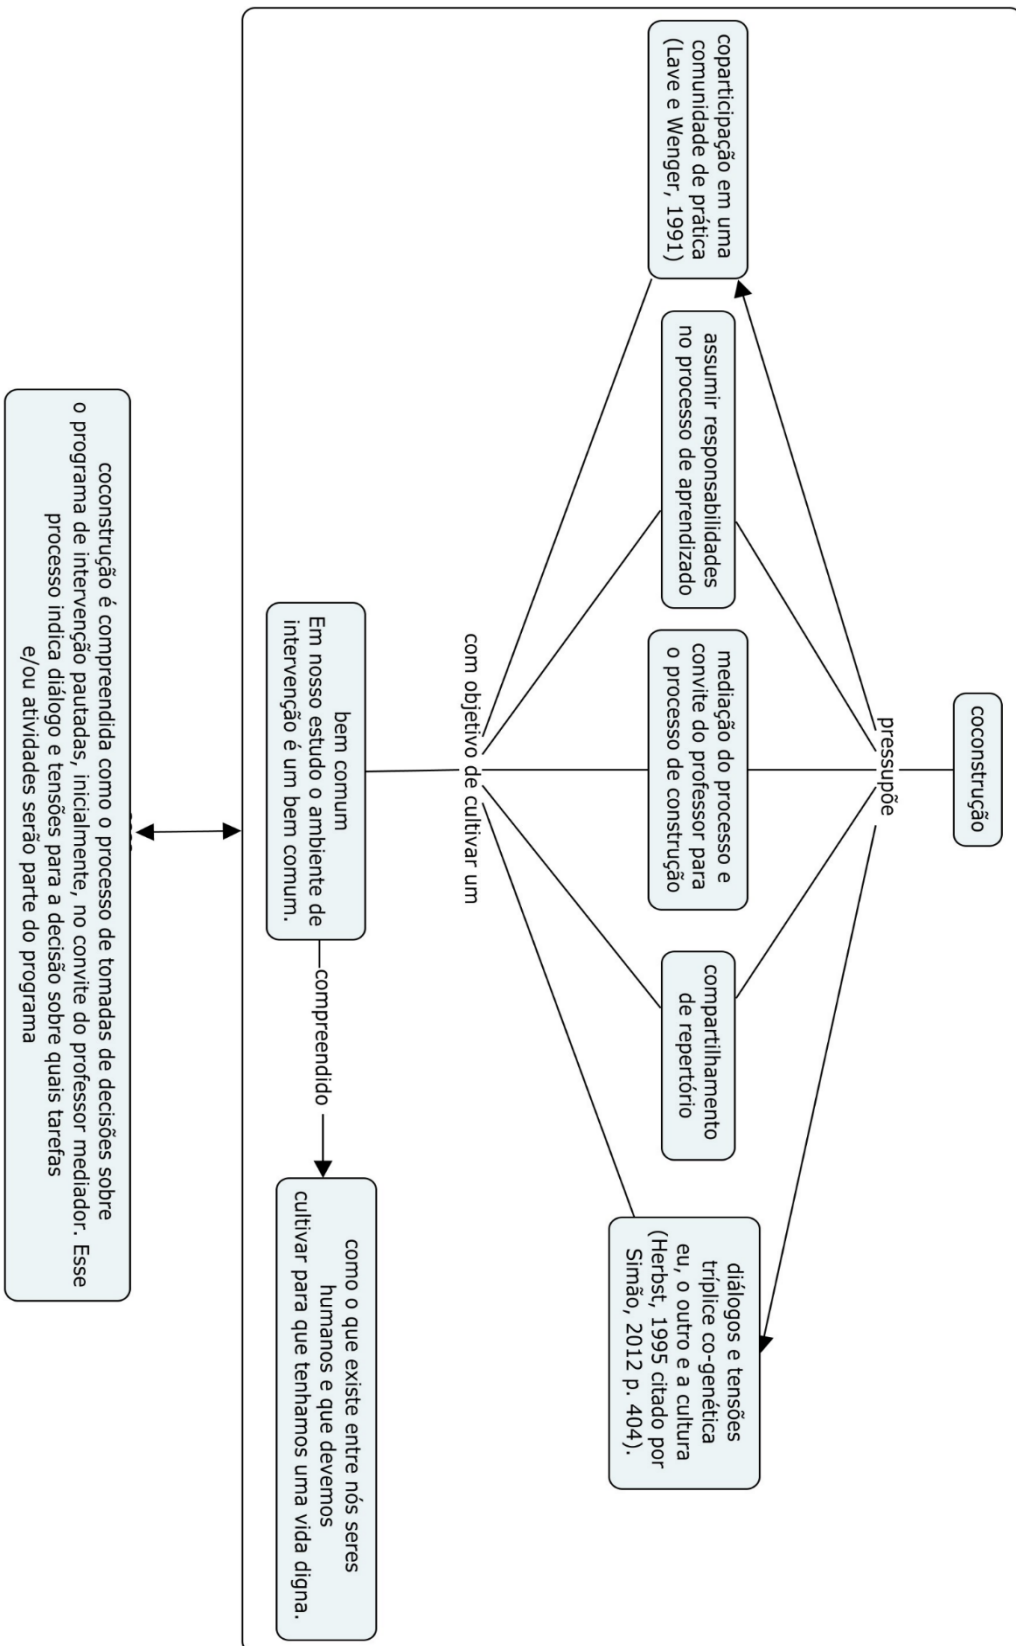 coconstrução
pressupõe
coparticipação em uma
comunidade de prática
(Lave e Wenger, 1991)
assumir responsabilidades
no processo de aprendizado
mediação do processo e
convite do professor para
o processo de construção
compartilhamento
de repertório
diálogos e tensões
tríplice co-genética
eu, o outro e a cultura
(Herbst, 1995 citado por
Simão, 2012 p. 404).
com objetivo de cultivar um
bem comum
Em nosso estudo o ambiente de
intervenção é um bem comum.
compreendido
como o que existe entre nós seres
humanos e que devemos
cultivar para que tenhamos uma vida digna.
coconstrução é compreendida como o processo de tomadas de decisões sobre
o programa de intervenção pautadas, inicialmente, no convite do professor mediador. Esse
processo indica diálogo e tensões para a decisão sobre quais tarefas
e/ou atividades serão parte do programa